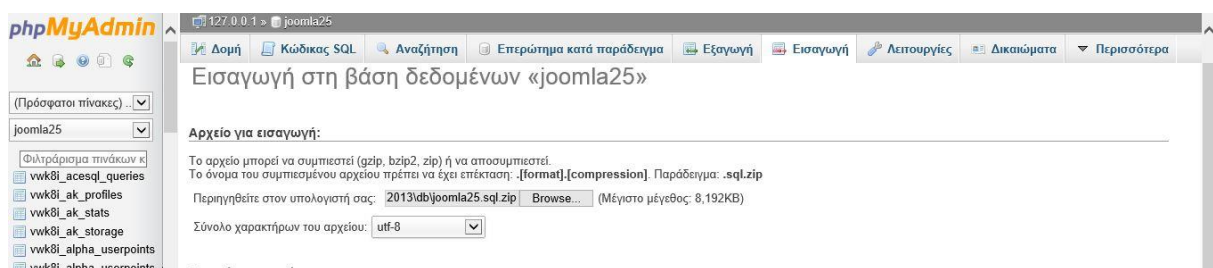 phpMyAdmin
127.0.0.1 » joomla25
Δομή Κώδικας SQL Αναζήτηση Επερώτημα κατά παράδειγμα Εξαγωγή Εισαγωγή Λειτουργίες Δικαιώματα Περισσότερα
Εισαγωγή στη βάση δεδομένων «joomla25»
(Πρόσφατοι πίνακες) ..
joomla25
Φιλτράρισμα πινάκων κ
vwk8i_acesql_queries
vwk8i_ak_profiles
vwk8i_ak_stats
vwk8i_ak_storage
vwk8i_alpha_userpoints
Αρχείο για εισαγωγή:
Το αρχείο μπορεί να συμπιεστεί (gzip, bzip2, zip) ή να αποσυμπιεστεί.
Το όνομα του συμπιεσμένου αρχείου πρέπει να έχει επέκταση: .[format].[compression]. Παράδειγμα: .sql.zip
Περιηγηθείτε στον υπολογιστή σας: 2013\db\joomla25.sql.zip Browse... (Μέγιστο μέγεθος: 8,192KB)
Σύνολο χαρακτήρων του αρχείου: utf-8